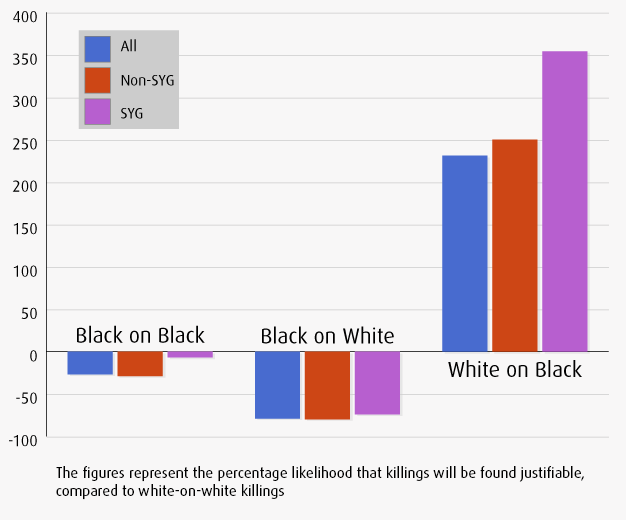 400
350
300
250
200
150
100
50
0
-50
-100
All
Non-SYG
SYG
Black on Black
Black on White
White on Black
The figures represent the percentage likelihood that killings will be found justifiable,
compared to white-on-white killings